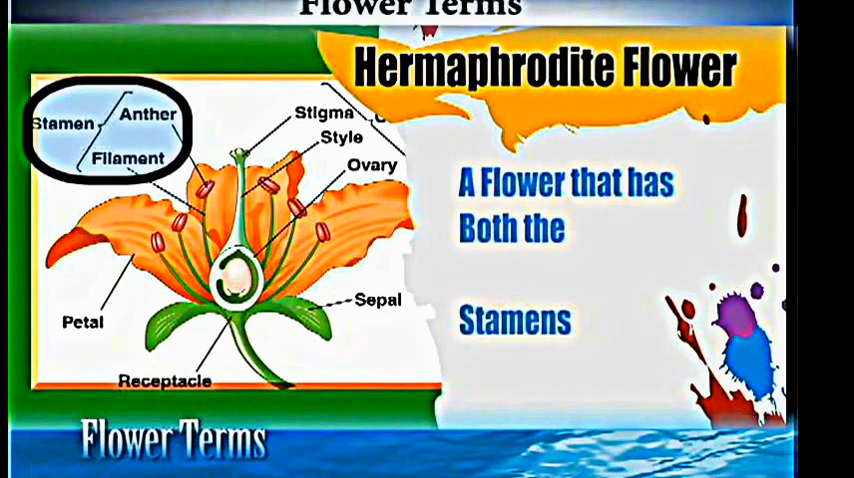 Flower Terms
Hermaphrodite Flower
Stamen
Anther
Filament
Stigma
Style
Ovary
A Flower that has
Both the
Stamens
Petal
Sepal
Receptacle
Flower Terms